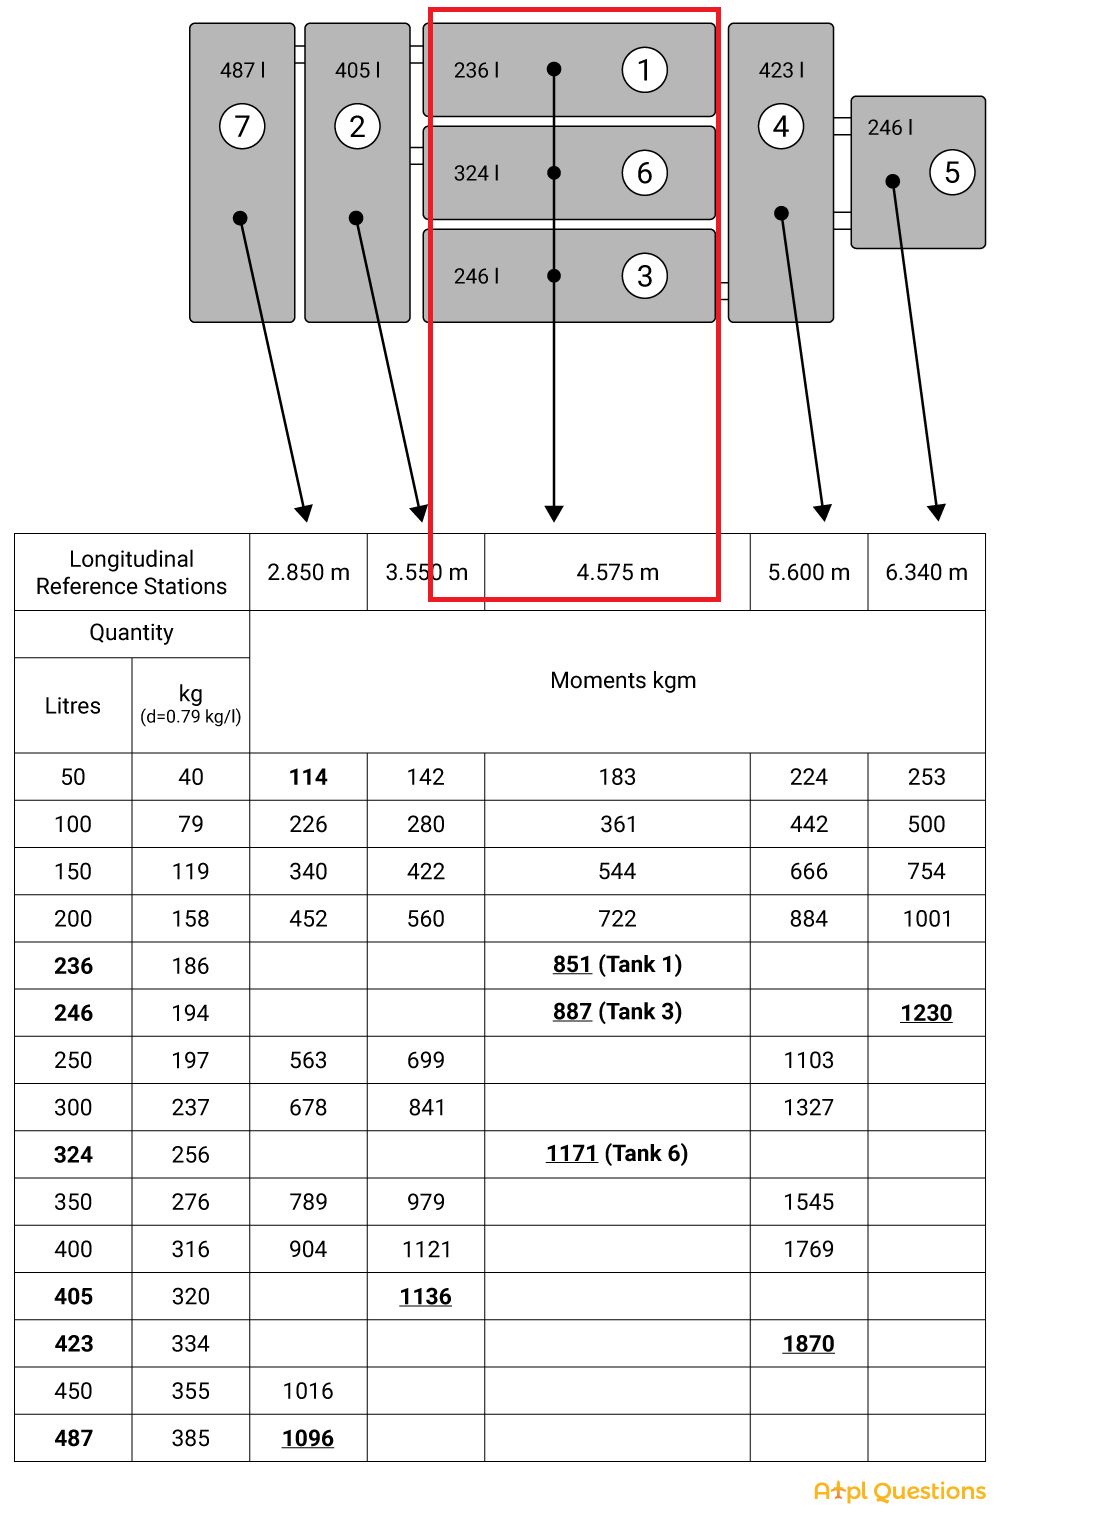 487 l 405 l 236 l 1 423 l
7 2 4 246 l
324 l 6 5
246 l 3
Longitudinal
Reference Stations 2.850 m 3.550 m 4.575 m 5.600 m 6.340 m
Quantity
Litres kg
(d=0.79 kg/l)
Moments kgm
50 40 114 142 183 224 253
100 79 226 280 361 442 500
150 119 340 422 544 666 754
200 158 452 560 722 884 1001
236 186 851 (Tank 1)
246 194 887 (Tank 3) 1230
250 197 563 699 1103
300 237 678 841 1327
324 256 1171 (Tank 6)
350 276 789 979 1545
400 316 904 1121 1769
405 320 1136
423 334 1870
450 355 1016
487 385 1096
Atpl Questions